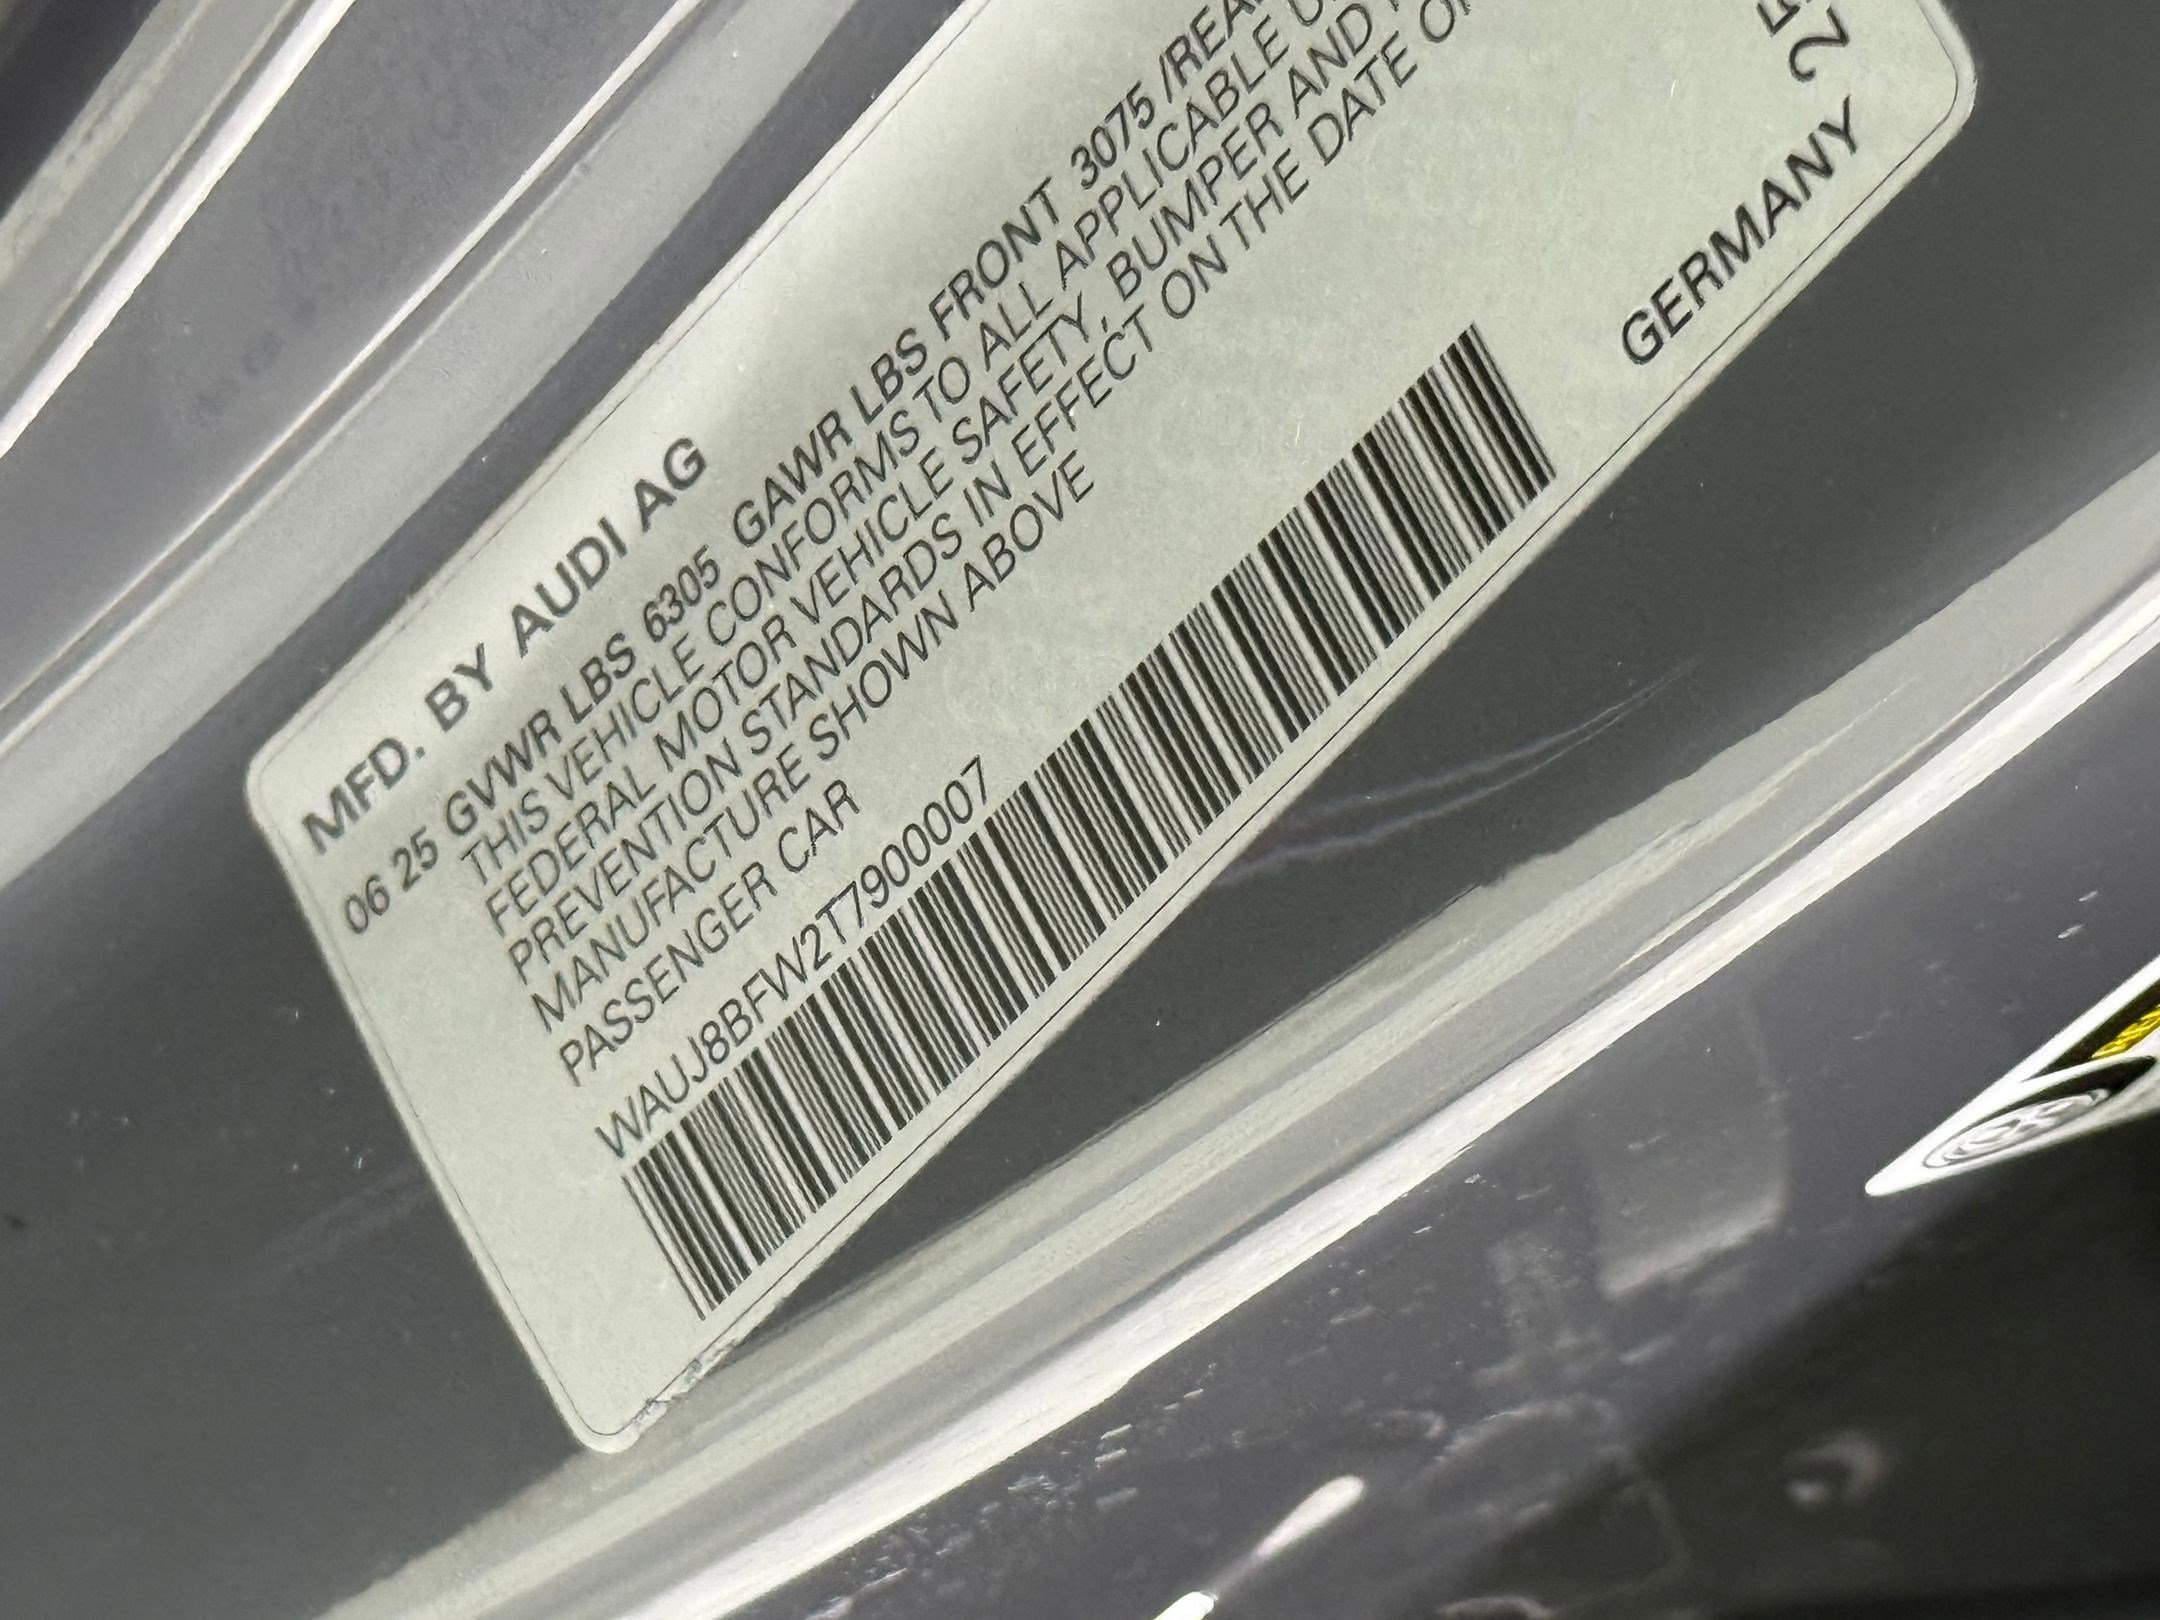 MFD. BY AUDI AG
06 25 GVWR LBS 6305 GAWR LBS FRONT 3075 /REA
THIS VEHICLE CONFORMS TO ALL APPLICABLE
FEDERAL MOTOR VEHICLE SAFETY, BUMPER AND
PREVENTION STANDARDS IN EFFECT ON THE DATE
MANUFACTURE SHOWN ABOVE
PASSENGER CAR
WAUJ8BFW2T7900007
GERMANY